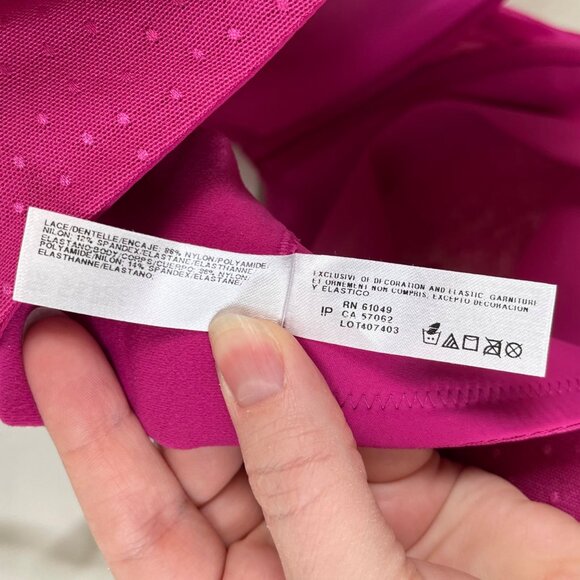 LACE/DENTELLE/ENCAJE: 88% NYLON/POLYAMIDE/
NILON: 12% SPANDEX/ELASTANE/ELASTHANNE
ELASTANO;BODY/CORPS/CUERPO: 86% NYLON/
POLYAMIDE/NILON: 14% SPANDEX/ELASTANE/
ELASTHANNE/ELASTANO.
EXCLUSIVE OF DECORATION AND ELASTIC GARNITURE
ET ORNEMENT NON COMPRIS, EXCEPTO DECORACION
Y ELASTICO
RN 61049
IP CA 57062
LOT407403